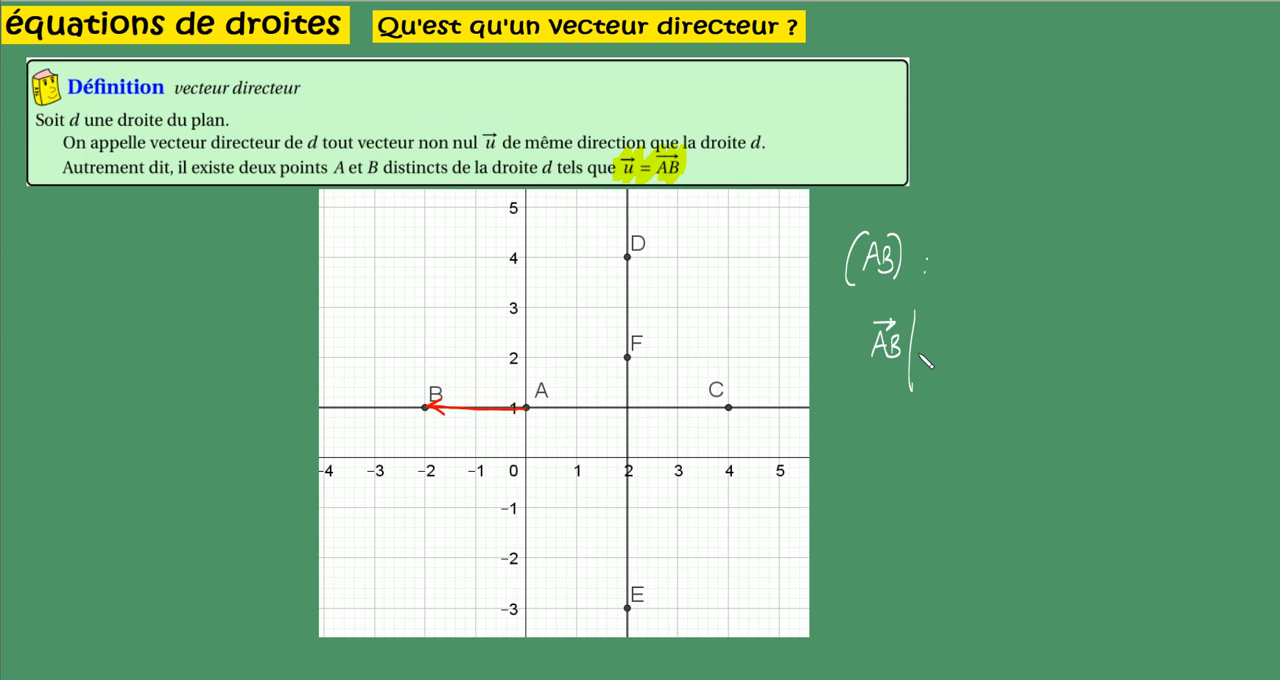 équations de droites Qu'est qu'un vecteur directeur ?
Définition vecteur directeur
Soit d une droite du plan.
On appelle vecteur directeur de d tout vecteur non nul u⃗ de même direction que la droite d.
Autrement dit, il existe deux points A et B distincts de la droite d tels que u⃗ = A⃗B⃗
5
D
4
3
F
2
B
A
C
1
-4 -3 -2 -1 0 1 2 3 4 5
-1
-2
E
-3
(AB) :
A⃗B⃗ (